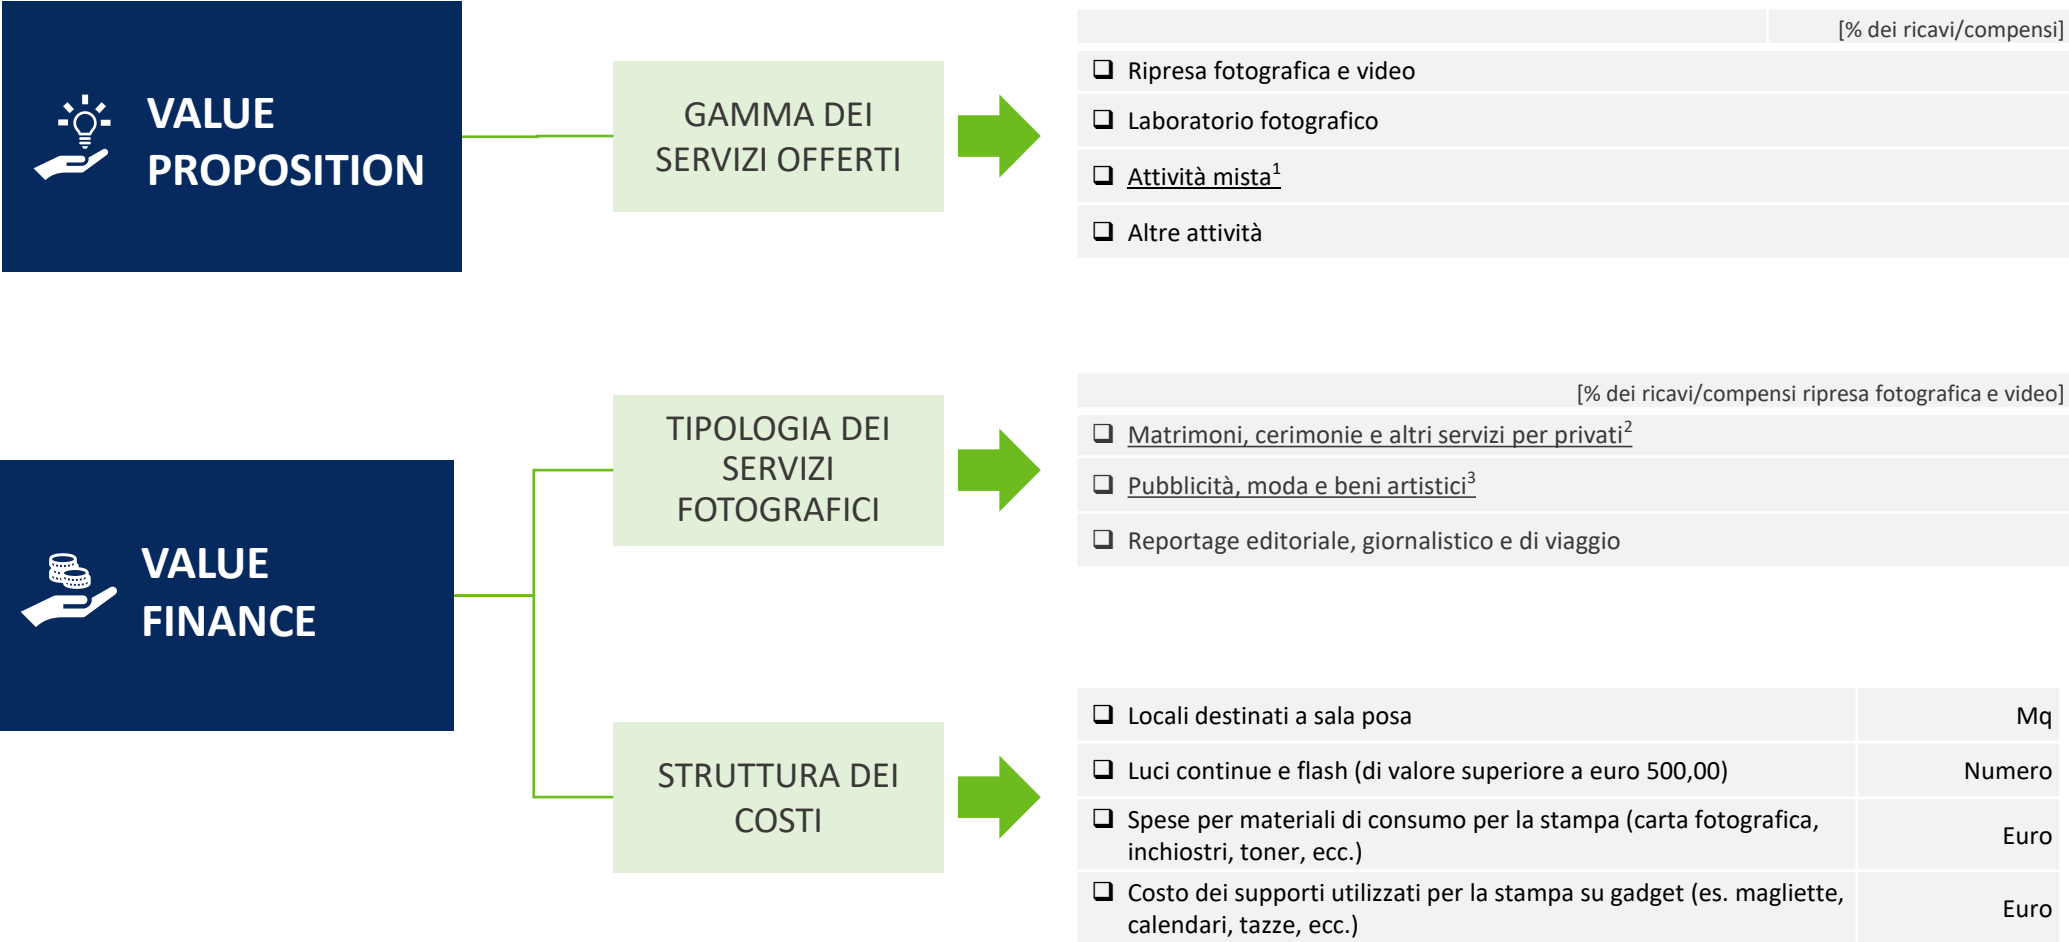 VALUE
PROPOSITION
GAMMA DEI
SERVIZI OFFERTI
[% dei ricavi/compensi]
Ripresa fotografica e video
Laboratorio fotografico
Attività mista¹
Altre attività
VALUE
FINANCE
TIPOLOGIA DEI
SERVIZI
FOTOGRAFICI
[% dei ricavi/compensi ripresa fotografica e video]
Matrimoni, cerimonie e altri servizi per privati²
Pubblicità, moda e beni artistici³
Reportage editoriale, giornalistico e di viaggio
STRUTTURA DEI
COSTI
Locali destinati a sala posa Mq
Luci continue e flash (di valore superiore a euro 500,00) Numero
Spese per materiali di consumo per la stampa (carta fotografica,
inchiostri, toner, ecc.) Euro
Costo dei supporti utilizzati per la stampa su gadget (es. magliette,
calendari, tazze, ecc.) Euro